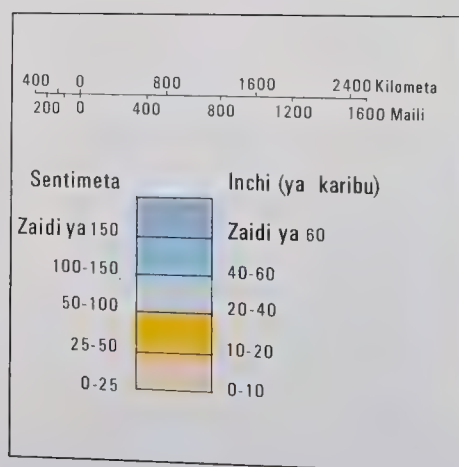 400 0 800 1600 2400 Kilometa
200 0 400 800 1200 1600 Maili
Sentimeta Inchi (ya karibu)
Zaidi ya 150 Zaidi ya 60
100-150 40-60
50-100 20-40
25-50 10-20
0-25 0-10